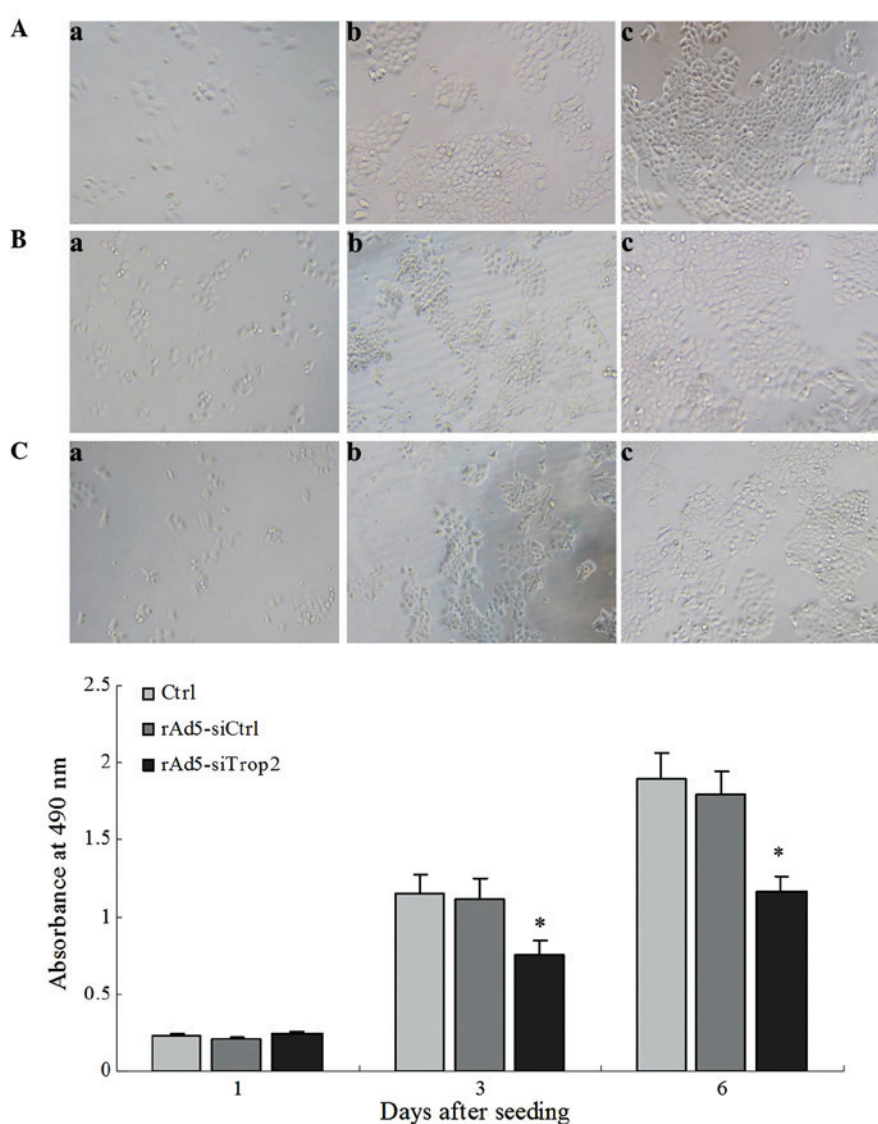 A
a
b
c
B
a
b
c
C
a
b
c
2.5
2
1.5
1
0.5
0
Absorbance at 490 nm
Ctrl
rAd5-siCtrl
rAd5-siTrop2
*
*
1
3
6
Days after seeding